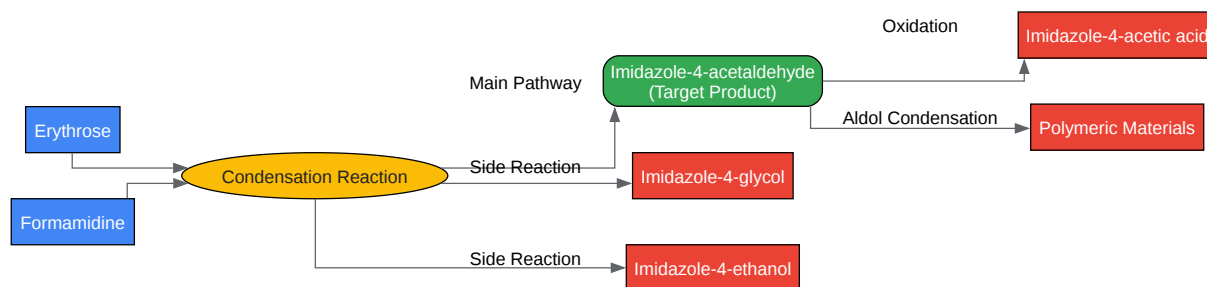 Oxidation
Imidazole-4-acetic acid
Imidazole-4-acetaldehyde
(Target Product)
Main Pathway
Aldol Condensation
Polymeric Materials
Erythrose
Side Reaction
Condensation Reaction
Imidazole-4-glycol
Formamidine
Side Reaction
Imidazole-4-ethanol